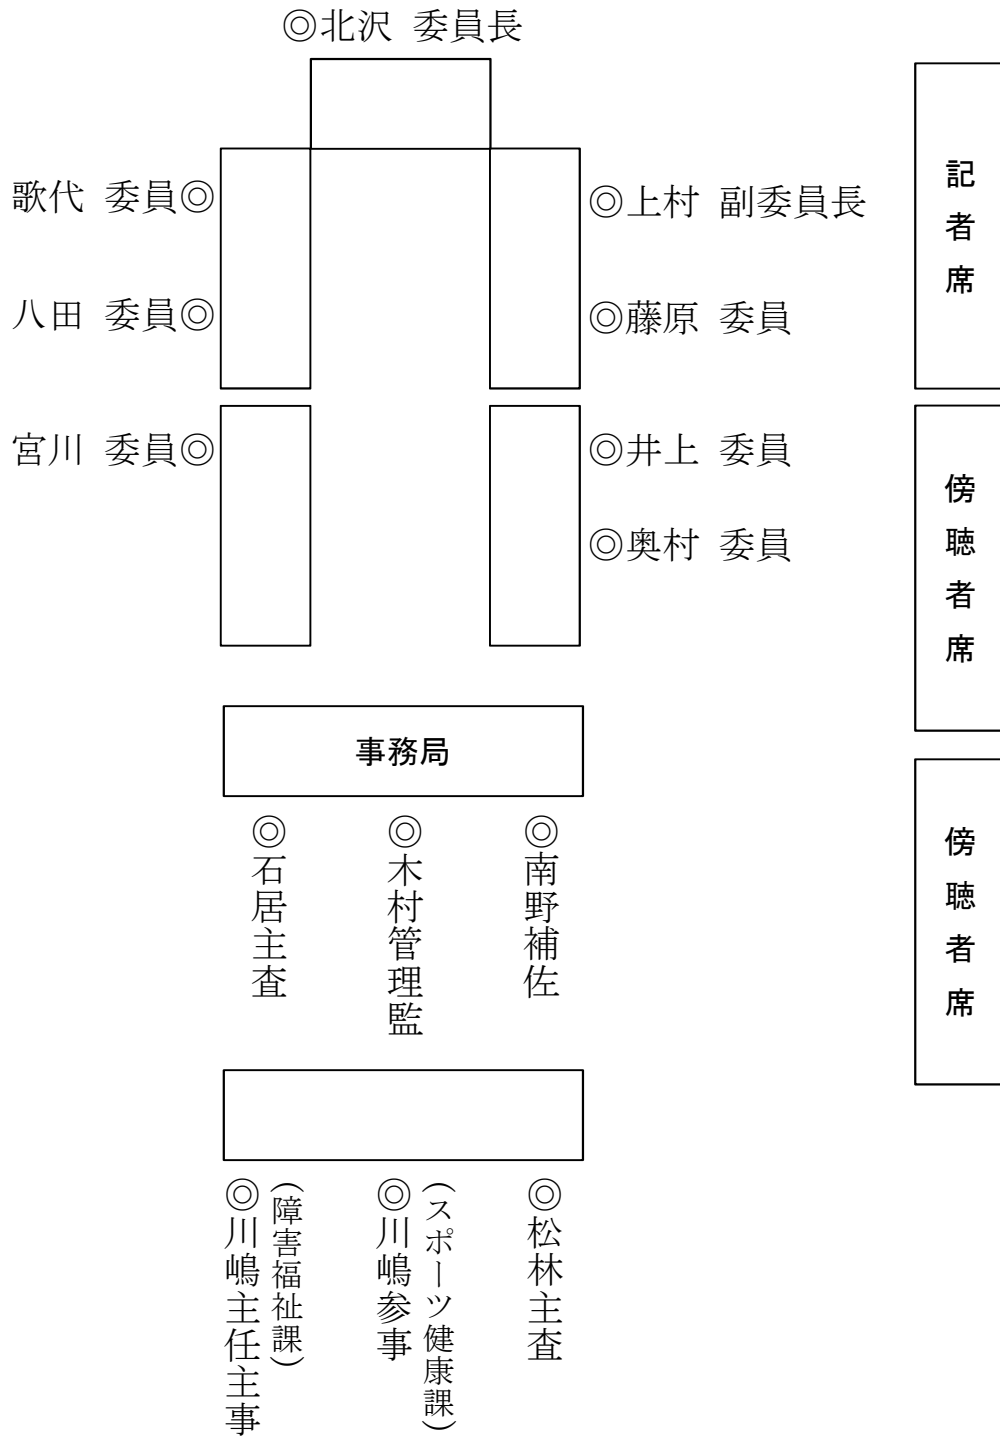 ◎北沢 委員長
歌代 委員◎
八田 委員◎
宮川 委員◎
◎上村 副委員長
◎藤原 委員
◎井上 委員
◎奥村 委員
記者席
傍聴者席
傍聴者席
事務局
◎石居主査
◎木村管理監
◎南野補佐
◎川嶋主任主事
(障害福祉課)
◎川嶋参事
(スポーツ健康課)
◎松林主査